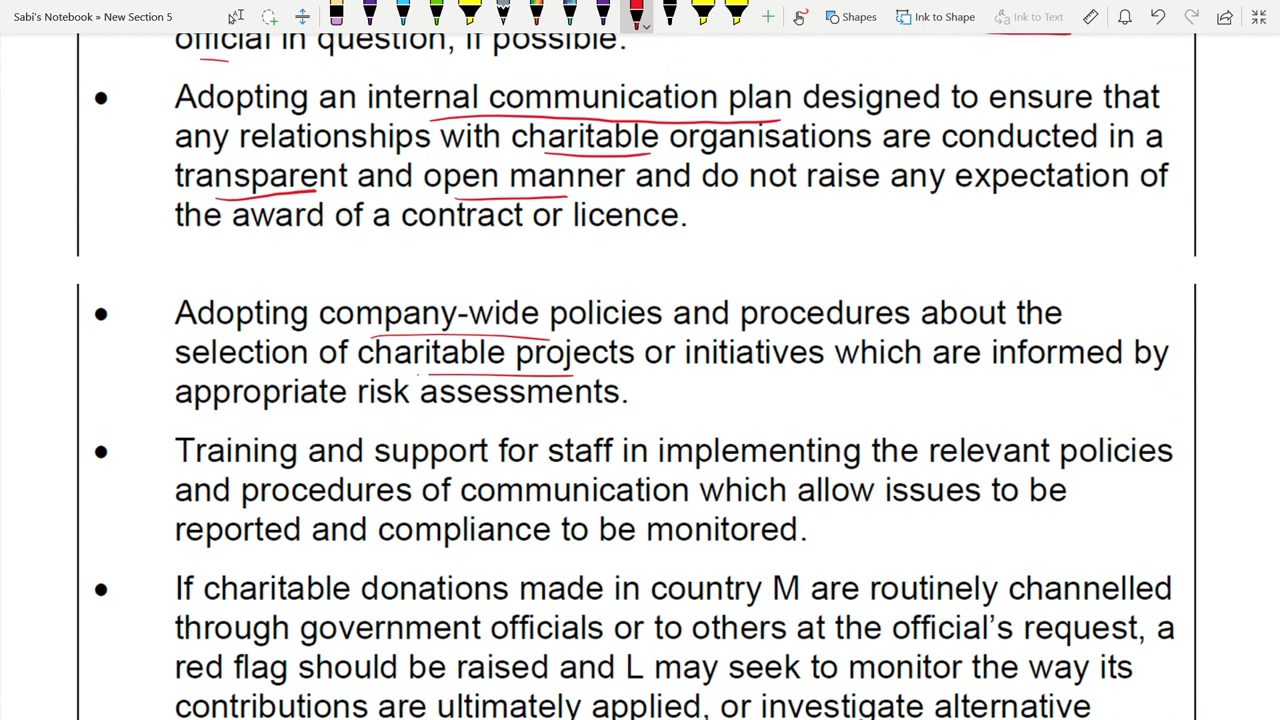 Sabi's Notebook » New Section 5
Shapes
Ink to Shape
Ink to Text
official in question, if possible.
• Adopting an internal communication plan designed to ensure that
any relationships with charitable organisations are conducted in a
transparent and open manner and do not raise any expectation of
the award of a contract or licence.
• Adopting company-wide policies and procedures about the
selection of charitable projects or initiatives which are informed by
appropriate risk assessments.
• Training and support for staff in implementing the relevant policies
and procedures of communication which allow issues to be
reported and compliance to be monitored.
• If charitable donations made in country M are routinely channelled
through government officials or to others at the official’s request, a
red flag should be raised and L may seek to monitor the way its
contributions are ultimately applied, or investigate alternative